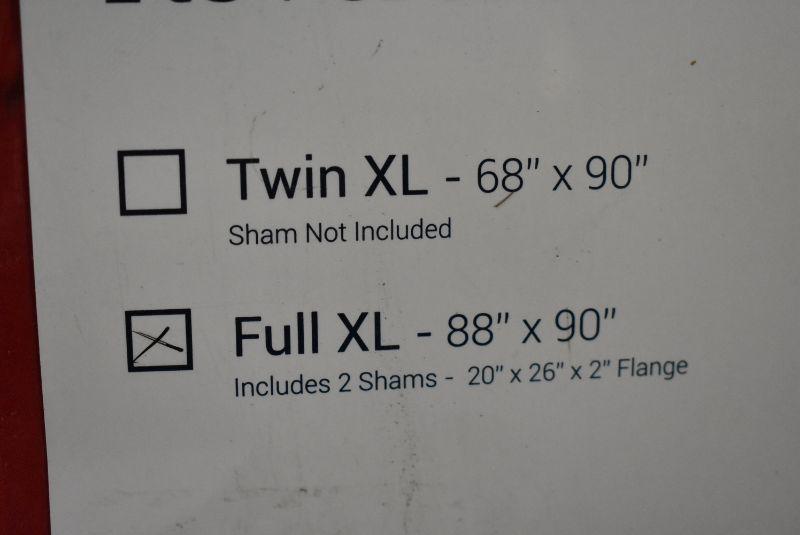 Twin XL - 68" x 90"
Sham Not Included
Full XL - 88" x 90"
Includes 2 Shams - 20" x 26" x 2" Flange